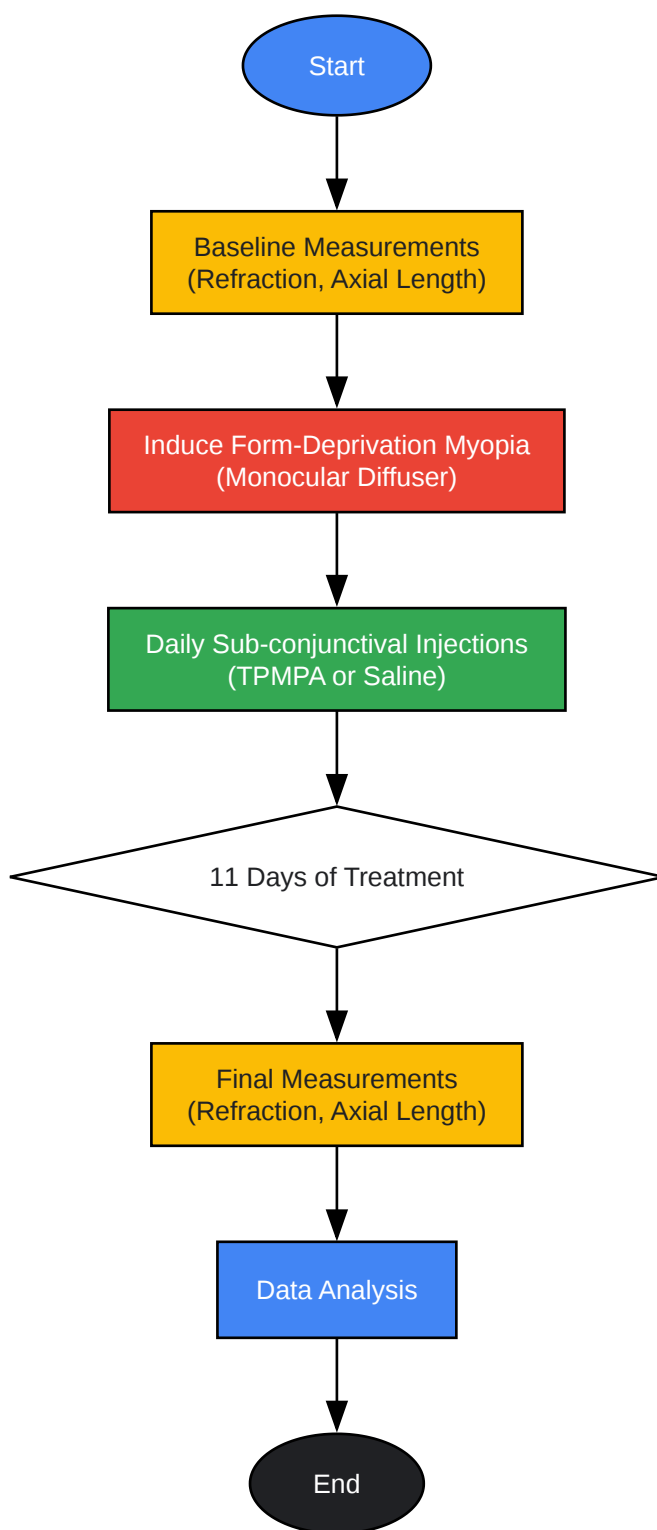 Start
Baseline Measurements
(Refraction, Axial Length)
Induce Form-Deprivation Myopia
(Monocular Diffuser)
Daily Sub-conjunctival Injections
(TPMPA or Saline)
11 Days of Treatment
Final Measurements
(Refraction, Axial Length)
Data Analysis
End